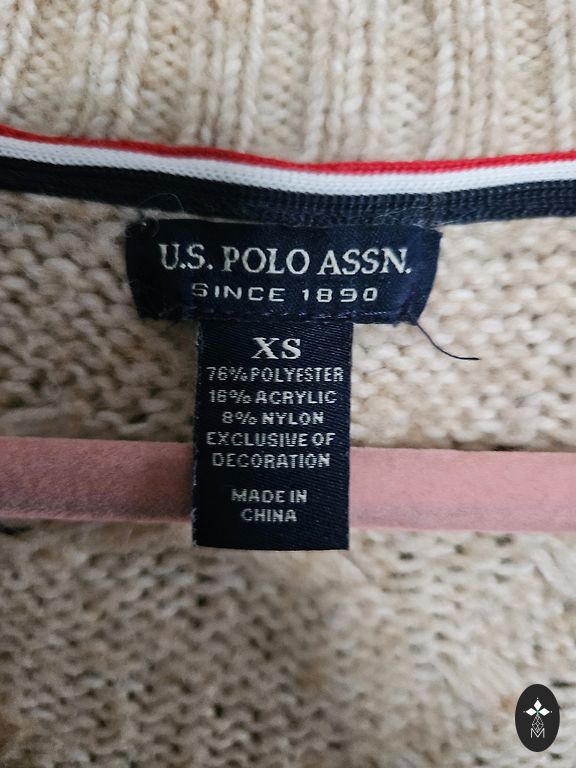 U.S. POLO ASSN.
SINCE 1890
XS
76% POLYESTER
16% ACRYLIC
8% NYLON
EXCLUSIVE OF
DECORATION
MADE IN
CHINA
M